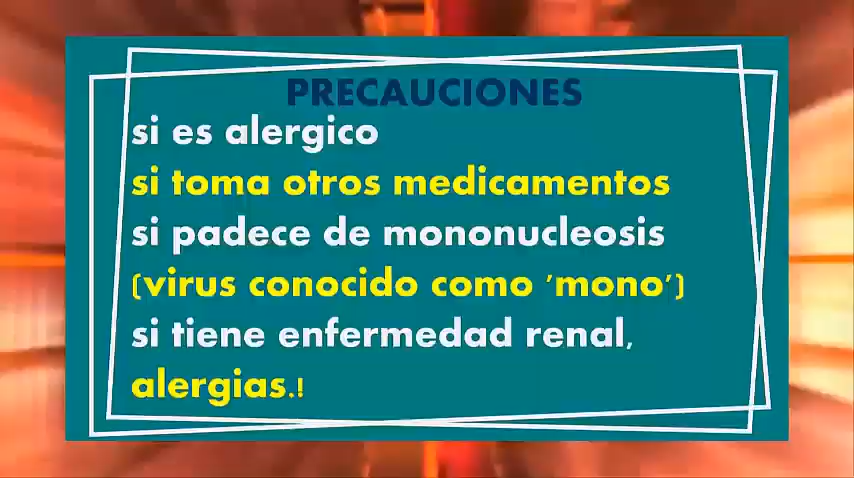 PRECAUCIONES
si es alergico
si toma otros medicamentos
si padece de mononucleosis
(virus conocido como 'mono')
si tiene enfermedad renal,
alergias.!